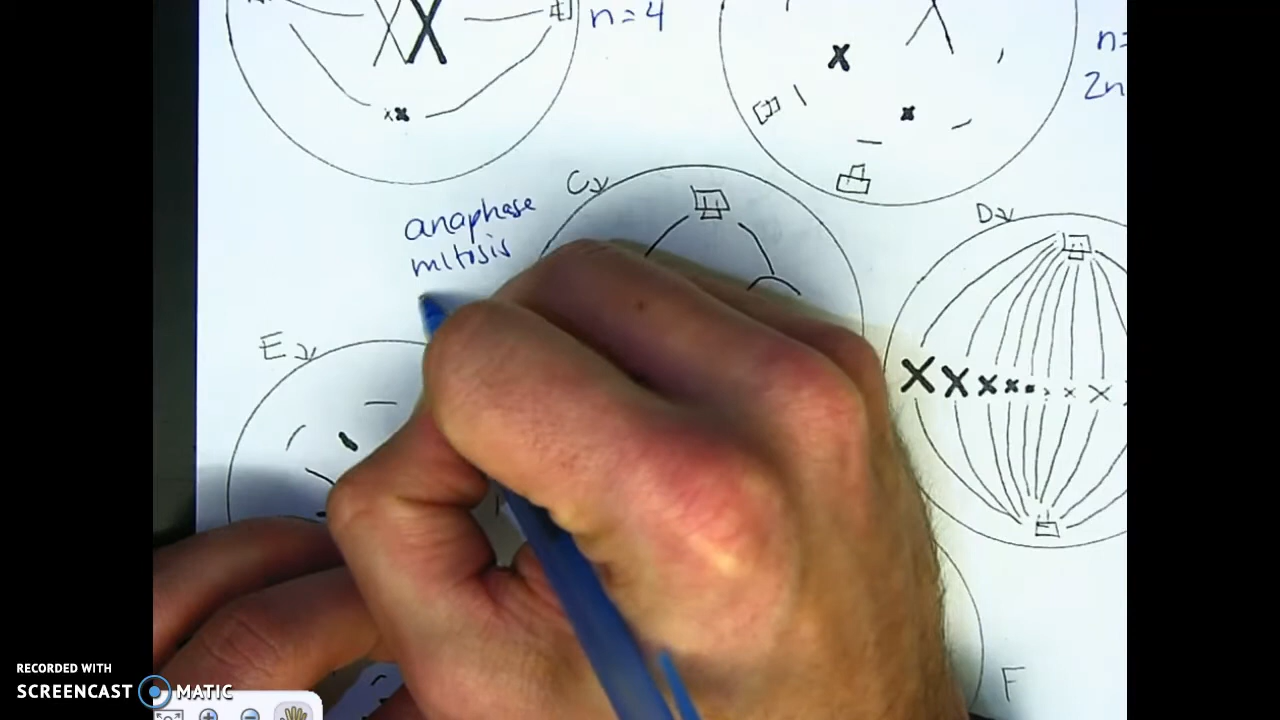 n=4
n=
2n
C
anaphase
mitosis
D
E
F
RECORDED WITH
SCREENCAST MATIC